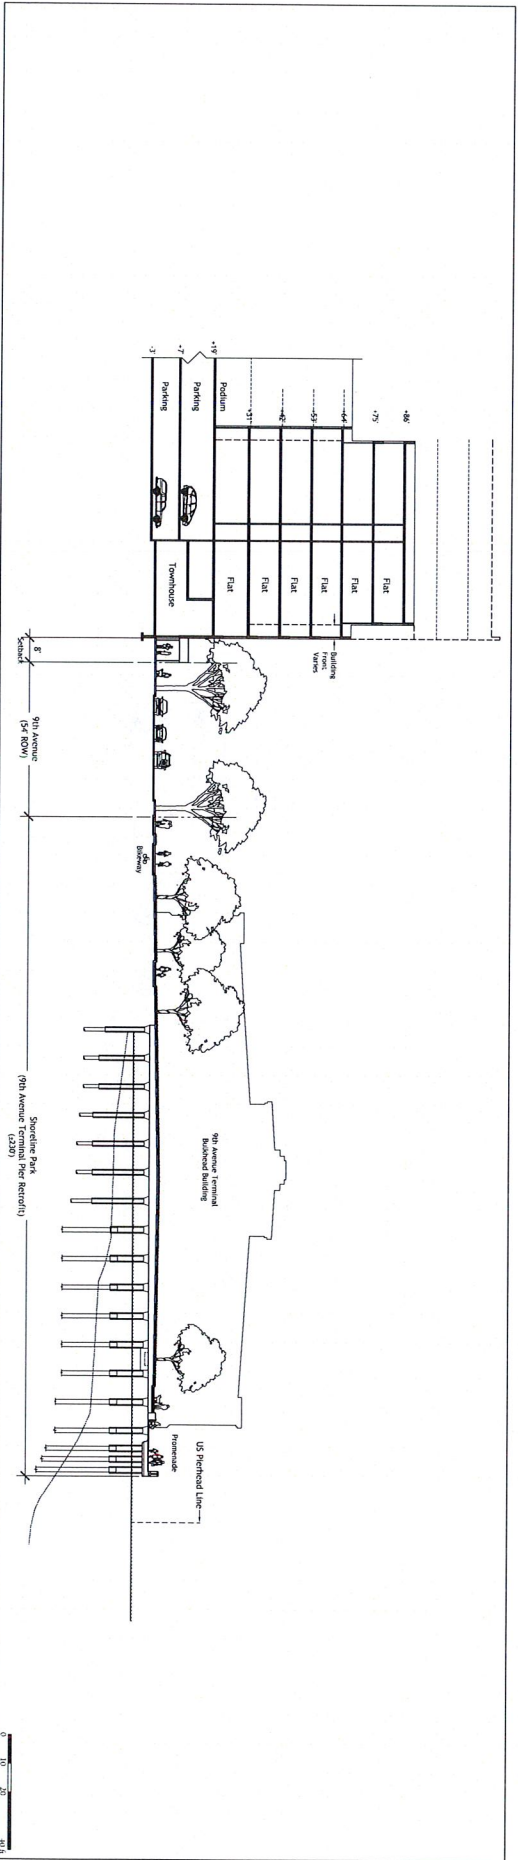 +86'
+75'
+64'
+53'
+42'
+31'
+19'
+7'
-3'
Podium
Parking
Parking
Flat
Flat
Flat
Flat
Flat
Flat
Townhouse
Building
Front
Varies
8'
Setback
9th Avenue
(54' ROW)
Bikeway
9th Avenue Terminal
Bulkhead Building
Shoreline Park
(9th Avenue Terminal Pier Retrofit)
(±230')
Promenade
US Pierhead Line
0 10 20 40 ft